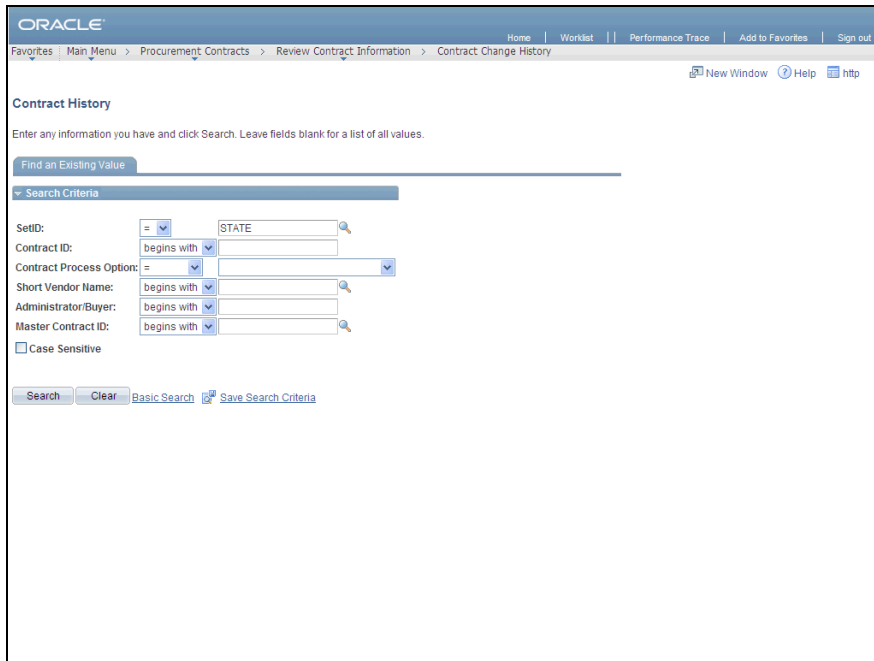 ORACLE
Home | Worklist | | Performance Trace | Add to Favorites | Sign out
Favorites | Main Menu > Procurement Contracts > Review Contract Information > Contract Change History
New Window ? Help http
Contract History
Enter any information you have and click Search. Leave fields blank for a list of all values.
Find an Existing Value
Search Criteria
SetID: = STATE
Contract ID: begins with
Contract Process Option: =
Short Vendor Name: begins with
Administrator/Buyer: begins with
Master Contract ID: begins with
Case Sensitive
Search Clear Basic Search Save Search Criteria